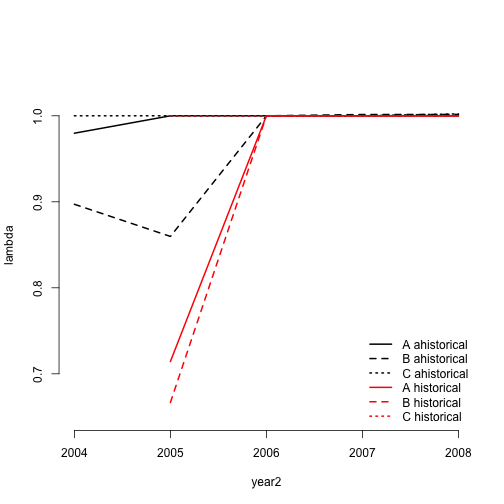 1.0
0.9
0.8
0.7
lambda
A ahistorical
B ahistorical
C ahistorical
A historical
B historical
C historical
2004 2005 2006 2007 2008
year2